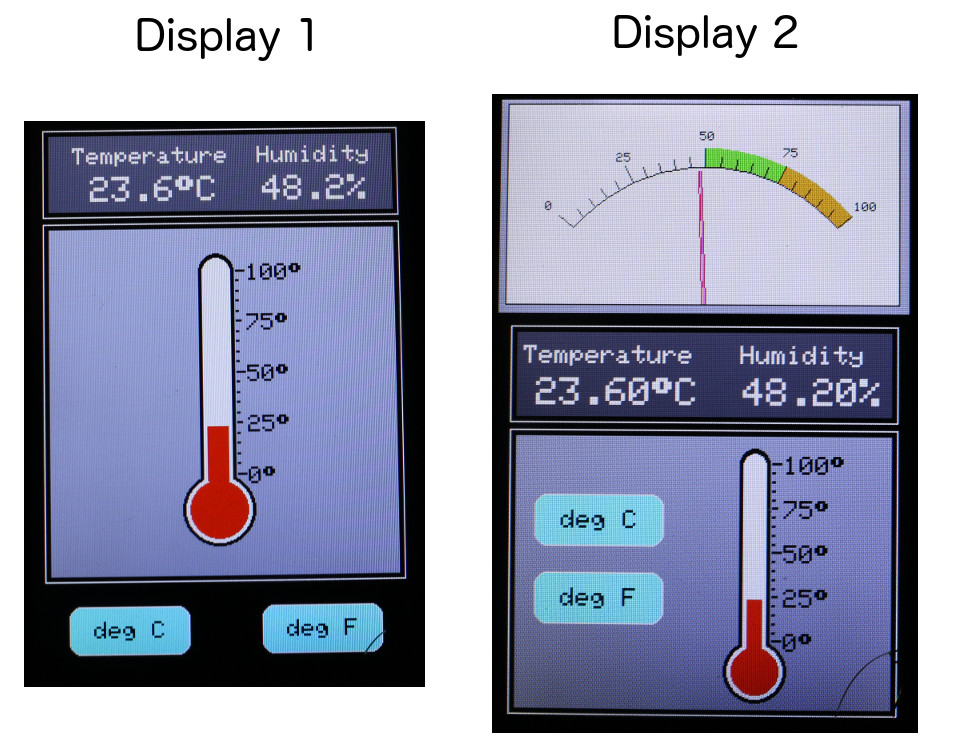 Display 1
Display 2
Temperature Humidity
23.6°C 48.2%
100°
75°
50°
25°
0°
deg C
deg F
0
25
50
75
100
Temperature Humidity
23.60°C 48.20%
deg C
deg F
100°
75°
50°
25°
0°